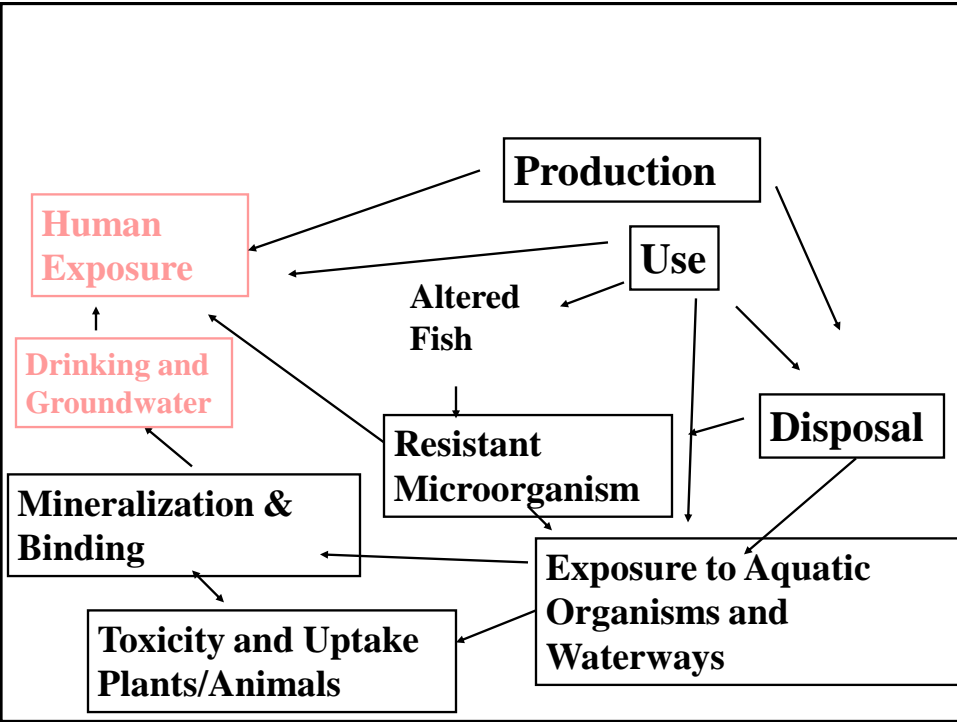 Production
Human
Exposure
Use
Altered
Fish
Drinking and
Groundwater
Resistant
Microorganism
Disposal
Mineralization &
Binding
Exposure to Aquatic
Organisms and
Waterways
Toxicity and Uptake
Plants/Animals